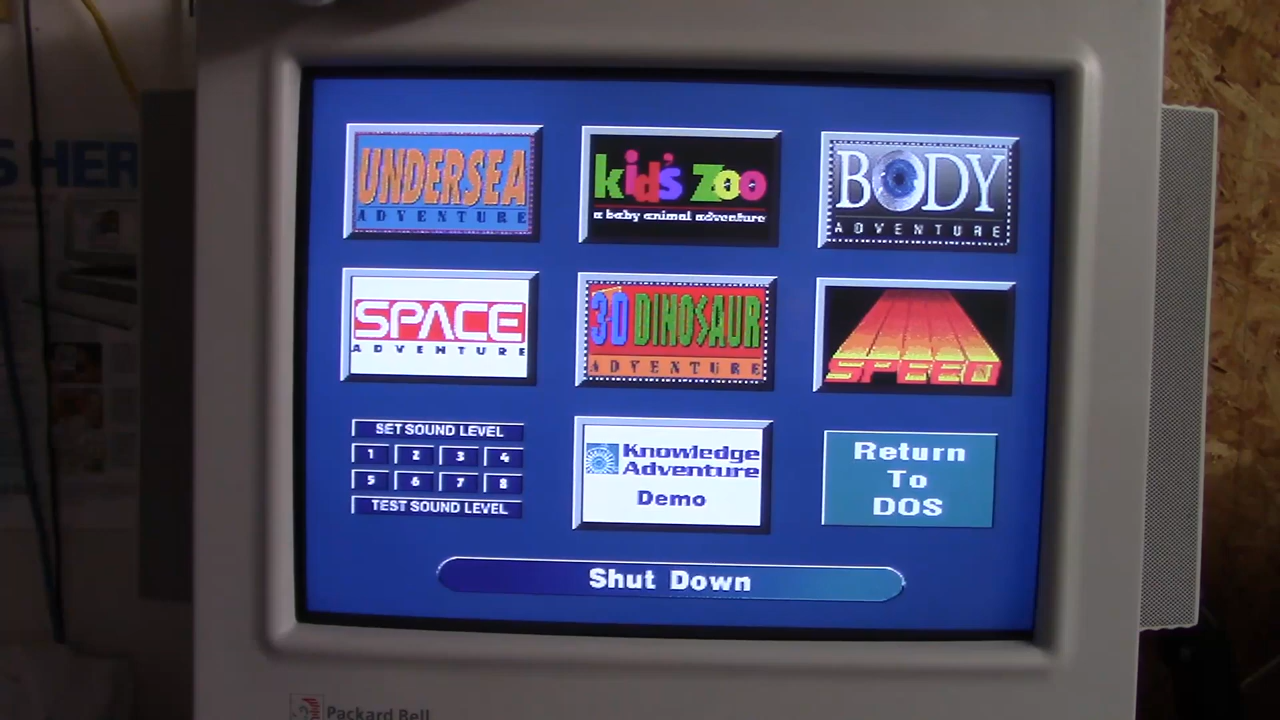 S HER
UNDERSEA
ADVENTURE
kid's Zoo
a baby animal adventure
BODY
ADVENTURE
SPACE
ADVENTURE
3-D DINOSAUR
ADVENTURE
SPEED
SET SOUND LEVEL
1 2 3 4
5 6 7 8
TEST SOUND LEVEL
Knowledge
Adventure
Demo
Return
To
DOS
Shut Down
Packard Bell